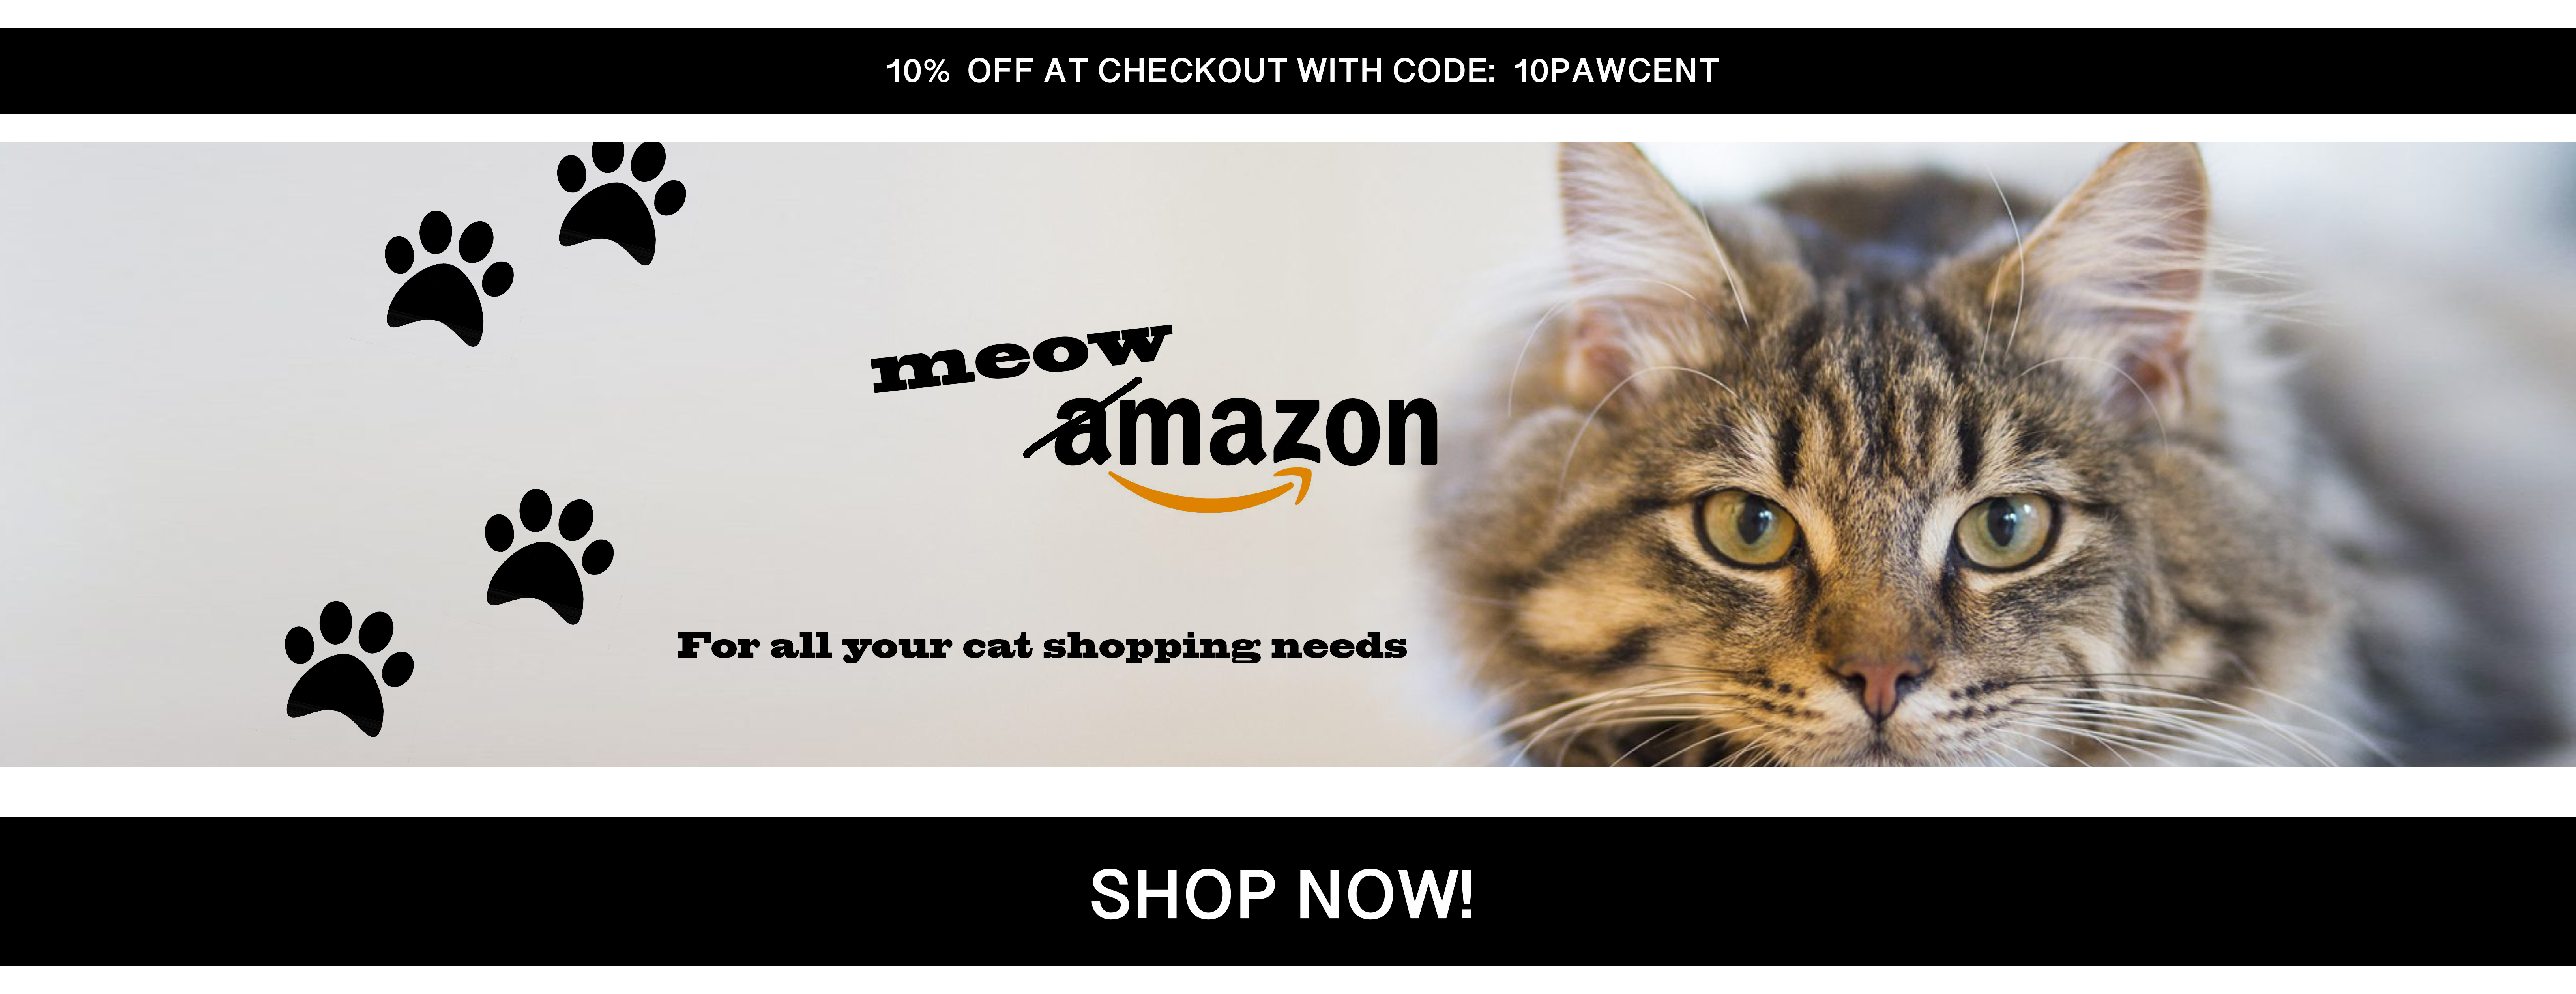 10% OFF AT CHECKOUT WITH CODE: 10PAWCENT
meow
amazon
For all your cat shopping needs
SHOP NOW!